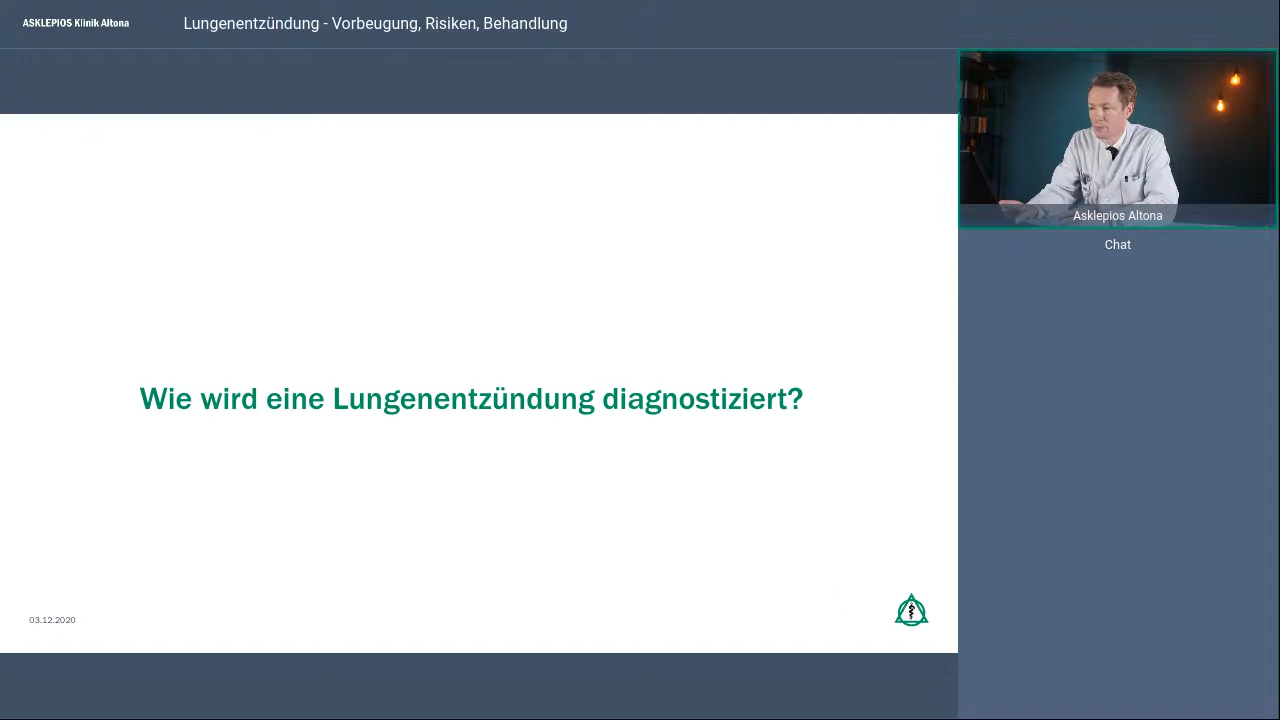 ASKLEPIOS Klinik Altona
Lungenentzündung - Vorbeugung, Risiken, Behandlung
Asklepios Altona
Chat
Wie wird eine Lungenentzündung diagnostiziert?
03.12.2020